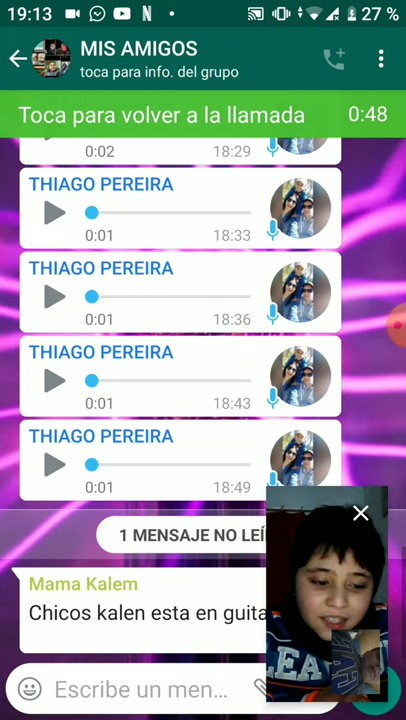 19:13 27 %
MIS AMIGOS
toca para info. del grupo
Toca para volver a la llamada 0:48
0:02 18:29
THIAGO PEREIRA
0:01 18:33
THIAGO PEREIRA
0:01 18:36
THIAGO PEREIRA
0:01 18:43
THIAGO PEREIRA
0:01 18:49
1 MENSAJE NO LEÍ
Mama Kalem
Chicos kalen esta en guita
Escribe un men...